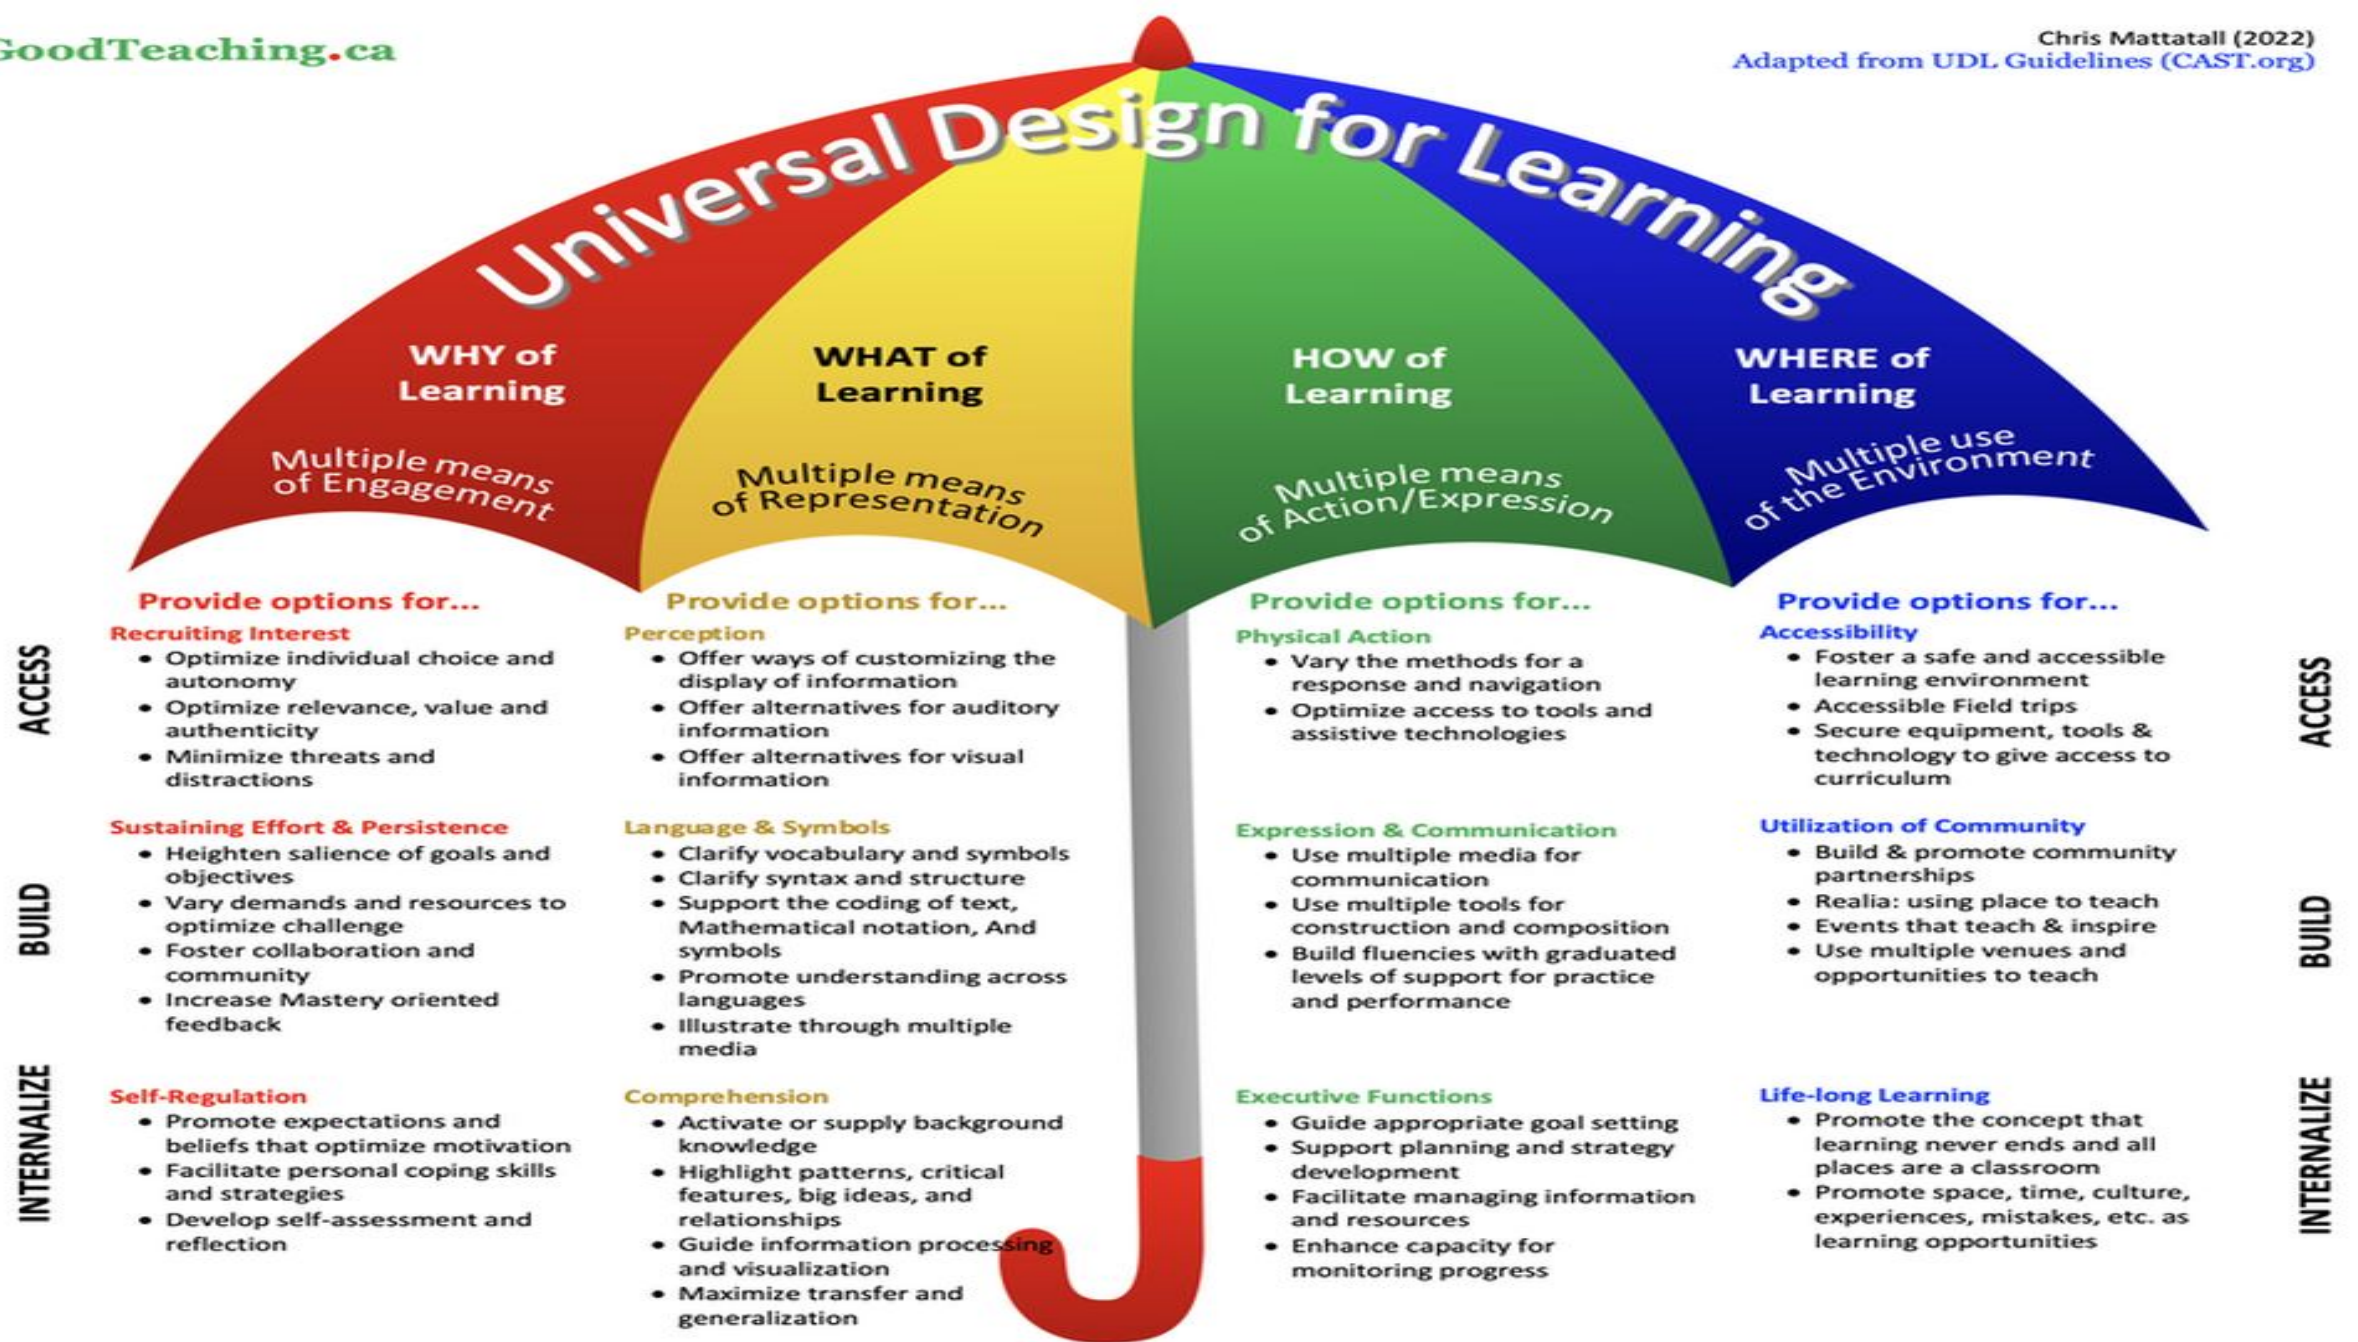 GoodTeaching.ca
Chris Mattatall (2022)
Adapted from UDL Guidelines (CAST.org)
Universal Design for Learning
WHY of
Learning
Multiple means
of Engagement
WHAT of
Learning
Multiple means
of Representation
HOW of
Learning
Multiple means
of Action/Expression
WHERE of
Learning
Multiple use
of the Environment
ACCESS
BUILD
INTERNALIZE
Provide options for...
Recruiting Interest
• Optimize individual choice and
autonomy
• Optimize relevance, value and
authenticity
• Minimize threats and
distractions
Sustaining Effort & Persistence
• Heighten salience of goals and
objectives
• Vary demands and resources to
optimize challenge
• Foster collaboration and
community
• Increase Mastery oriented
feedback
Self-Regulation
• Promote expectations and
beliefs that optimize motivation
• Facilitate personal coping skills
and strategies
• Develop self-assessment and
reflection
Provide options for...
Perception
• Offer ways of customizing the
display of information
• Offer alternatives for auditory
information
• Offer alternatives for visual
information
Language & Symbols
• Clarify vocabulary and symbols
• Clarify syntax and structure
• Support the coding of text,
Mathematical notation, And
symbols
• Promote understanding across
languages
• Illustrate through multiple
media
Comprehension
• Activate or supply background
knowledge
• Highlight patterns, critical
features, big ideas, and
relationships
• Guide information processing
and visualization
• Maximize transfer and
generalization
Provide options for...
Physical Action
• Vary the methods for a
response and navigation
• Optimize access to tools and
assistive technologies
Expression & Communication
• Use multiple media for
communication
• Use multiple tools for
construction and composition
• Build fluencies with graduated
levels of support for practice
and performance
Executive Functions
• Guide appropriate goal setting
• Support planning and strategy
development
• Facilitate managing information
and resources
• Enhance capacity for
monitoring progress
Provide options for...
Accessibility
• Foster a safe and accessible
learning environment
• Accessible Field trips
• Secure equipment, tools &
technology to give access to
curriculum
Utilization of Community
• Build & promote community
partnerships
• Realia: using place to teach
• Events that teach & inspire
• Use multiple venues and
opportunities to teach
Life-long Learning
• Promote the concept that
learning never ends and all
places are a classroom
• Promote space, time, culture,
experiences, mistakes, etc. as
learning opportunities
ACCESS
BUILD
INTERNALIZE